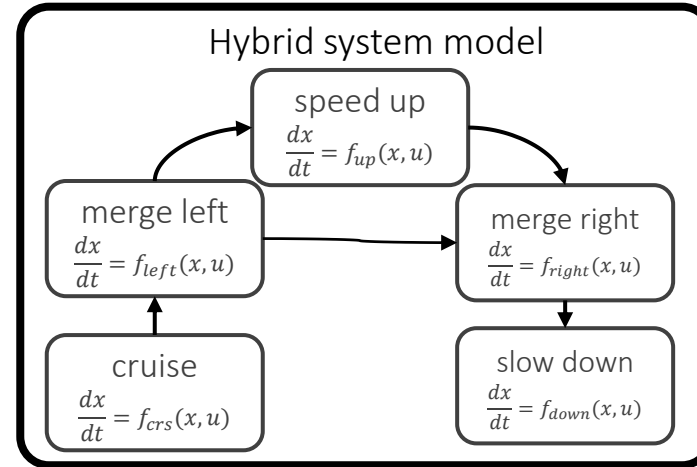 Hybrid system model
speed up
dx/dt = f_up(x, u)
merge left
dx/dt = f_left(x, u)
merge right
dx/dt = f_right(x, u)
cruise
dx/dt = f_crs(x, u)
slow down
dx/dt = f_down(x, u)